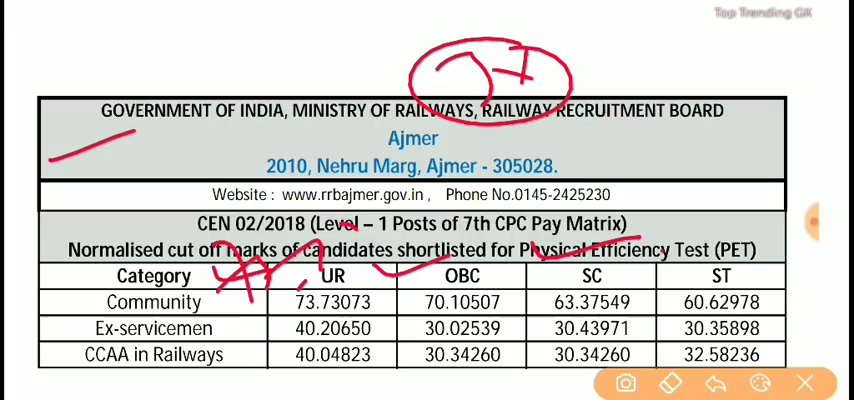 Top Trending GK
GOVERNMENT OF INDIA, MINISTRY OF RAILWAYS, RAILWAY RECRUITMENT BOARD
Ajmer
2010, Nehru Marg, Ajmer - 305028.
Website : www.rrbajmer.gov.in , Phone No.0145-2425230
CEN 02/2018 (Level – 1 Posts of 7th CPC Pay Matrix)
Normalised cut off marks of candidates shortlisted for Physical Efficiency Test (PET)
Category UR OBC SC ST
Community 73.73073 70.10507 63.37549 60.62978
Ex-servicemen 40.20650 30.02539 30.43971 30.35898
CCAA in Railways 40.04823 30.34260 30.34260 32.58236